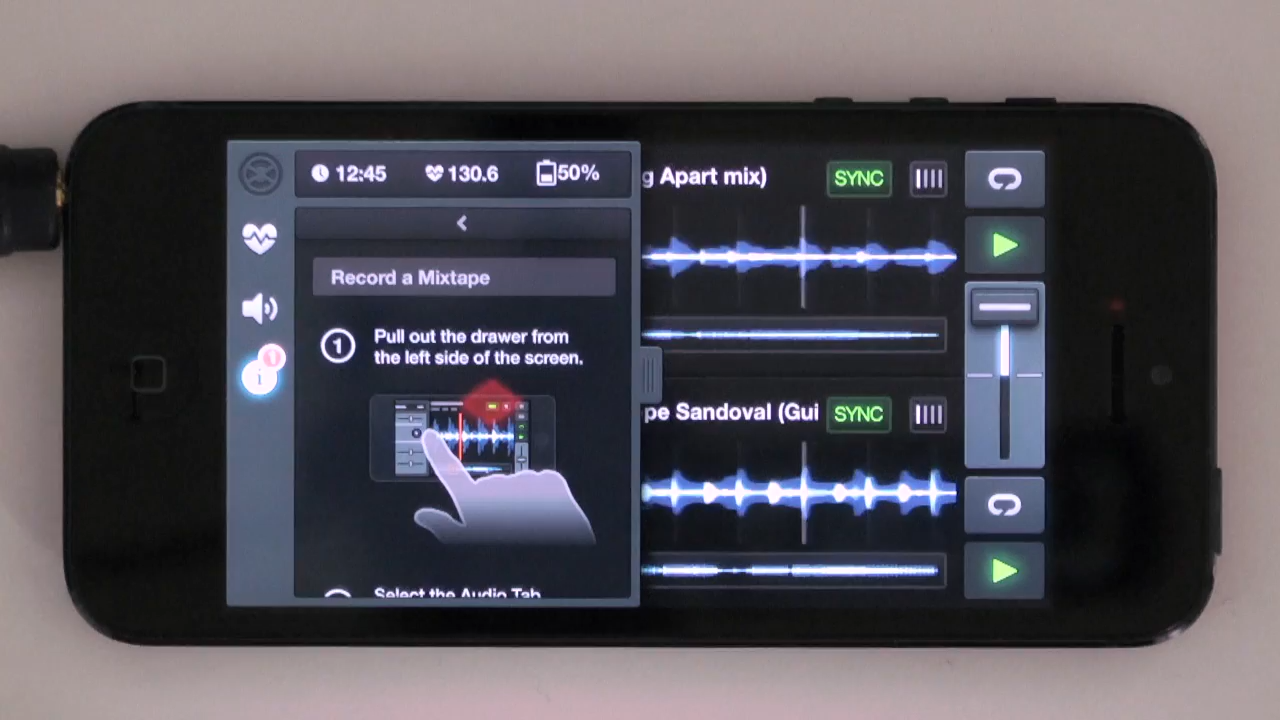 12:45 130.6 50%
g Apart mix) SYNC
Record a Mixtape
1 Pull out the drawer from
the left side of the screen.
1
i
pe Sandoval (Gui SYNC
Select the Audio Tab